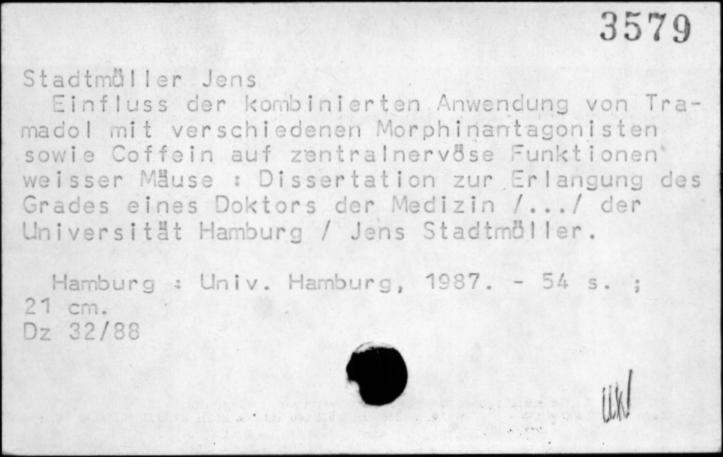 3579
Stadtmüller Jens
Einfluss der kombinierten Anwendung von Tra-
madol mit verschiedenen Morphinantagonisten
sowie Coffein auf zentralnervöse Funktionen
weisser Mäuse : Dissertation zur Erlangung des
Grades eines Doktors der Medizin /.../ der
Universität Hamburg / Jens Stadtmüller.
Hamburg : Univ. Hamburg, 1987. - 54 s. ;
21 cm.
Dz 32/88